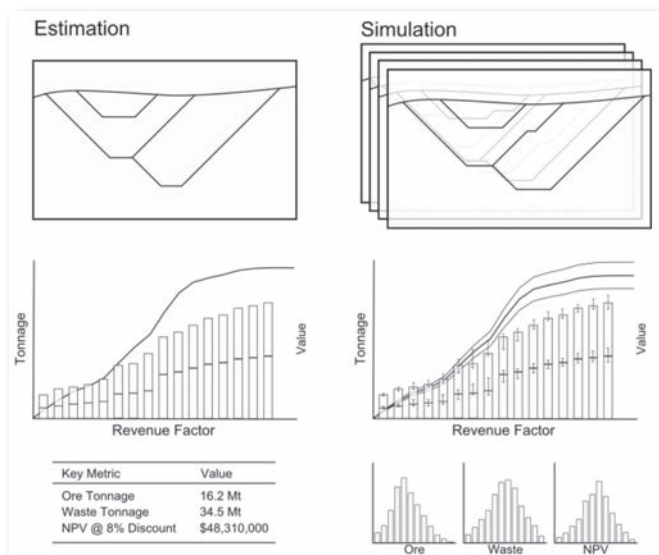 Estimation
Simulation
Tonnage
Value
Revenue Factor
Tonnage
Value
Revenue Factor
Key Metric Value
Ore Tonnage 16.2 Mt
Waste Tonnage 34.5 Mt
NPV @ 8% Discount $48,310,000
Ore Waste NPV